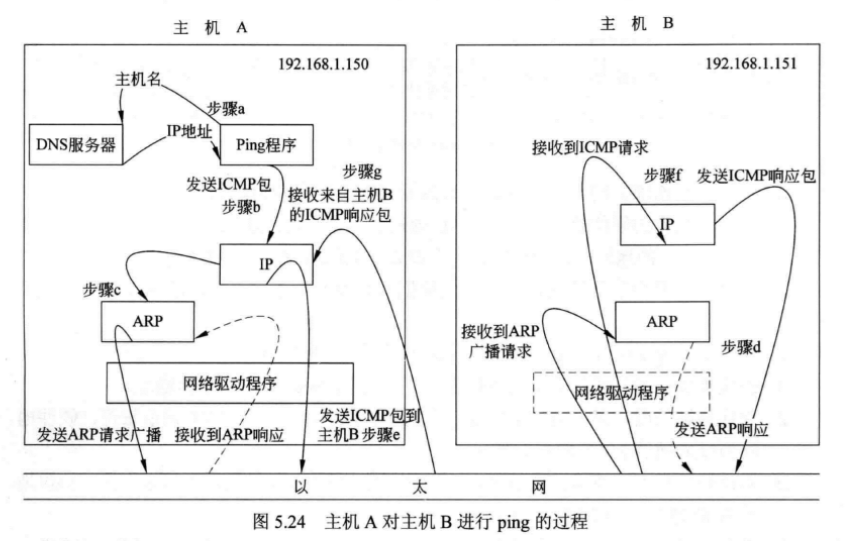 主 机 A
主 机 B
192.168.1.150
192.168.1.151
主机名
步骤a
DNS服务器
IP地址
Ping程序
发送ICMP包
步骤b
步骤g
接收来自主机B
的ICMP响应包
IP
步骤c
ARP
网络驱动程序
发送ARP请求广播
接收到ARP响应
发送ICMP包到
主机B 步骤e
接收到ICMP请求
步骤f
发送ICMP响应包
IP
ARP
接收到ARP
广播请求
步骤d
网络驱动程序
发送ARP响应
以 太 网
图 5.24 主机 A 对主机 B 进行 ping 的过程